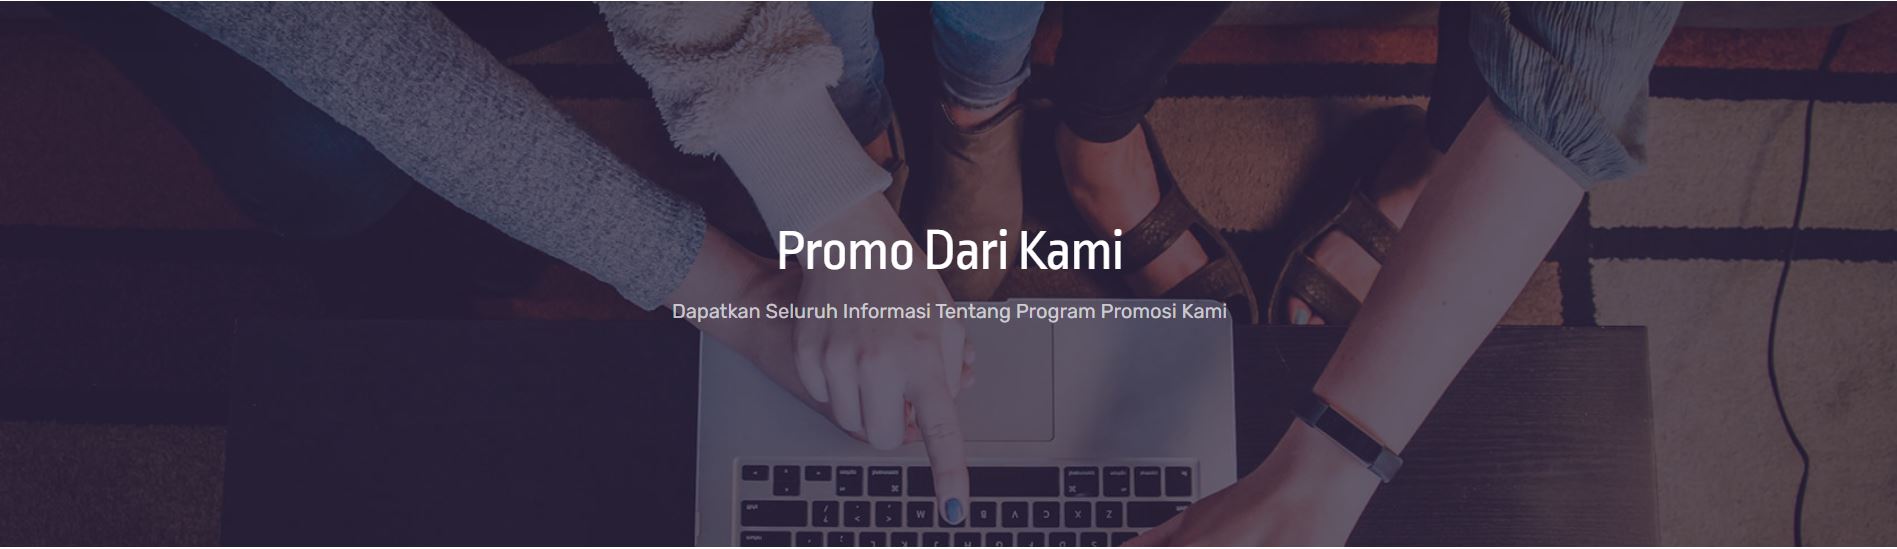 Promo Dari Kami
Dapatkan Seluruh Informasi Tentang Program Promosi Kami